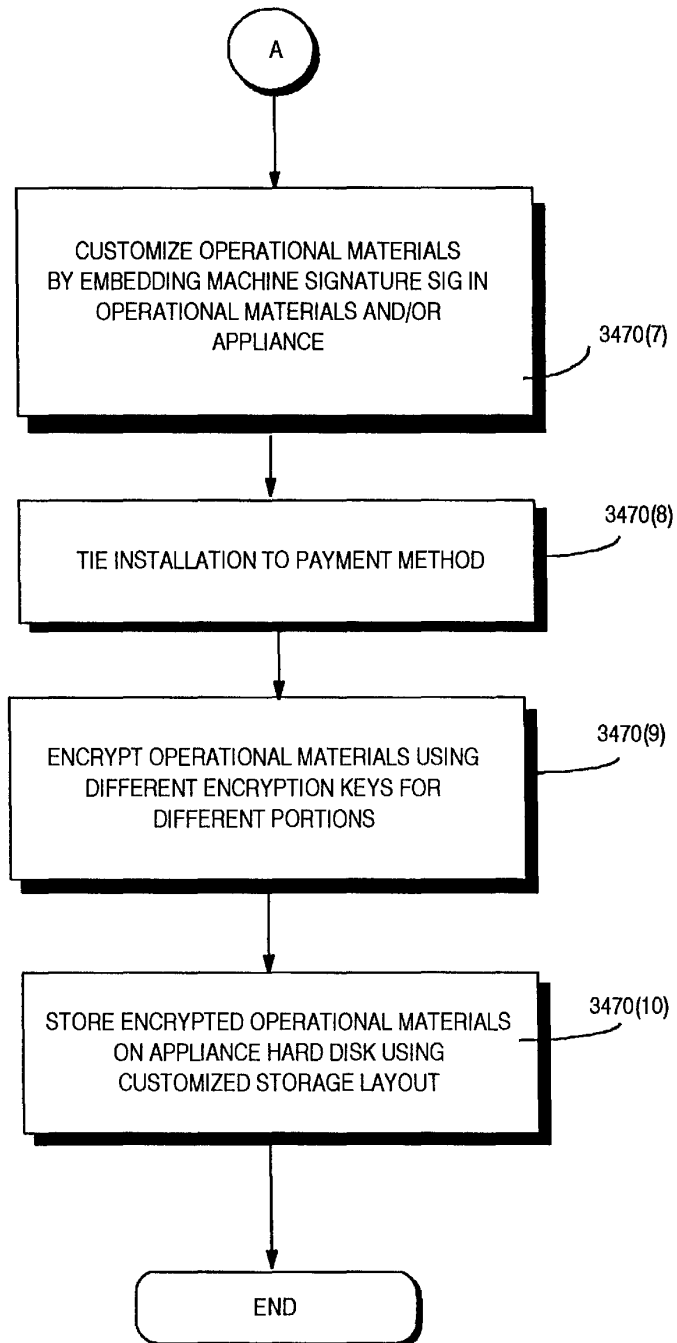 A
CUSTOMIZE OPERATIONAL MATERIALS
BY EMBEDDING MACHINE SIGNATURE SIG IN
OPERATIONAL MATERIALS AND/OR
APPLIANCE
3470(7)
3470(8)
TIE INSTALLATION TO PAYMENT METHOD
3470(9)
ENCRYPT OPERATIONAL MATERIALS USING
DIFFERENT ENCRYPTION KEYS FOR
DIFFERENT PORTIONS
3470(10)
STORE ENCRYPTED OPERATIONAL MATERIALS
ON APPLIANCE HARD DISK USING
CUSTOMIZED STORAGE LAYOUT
END